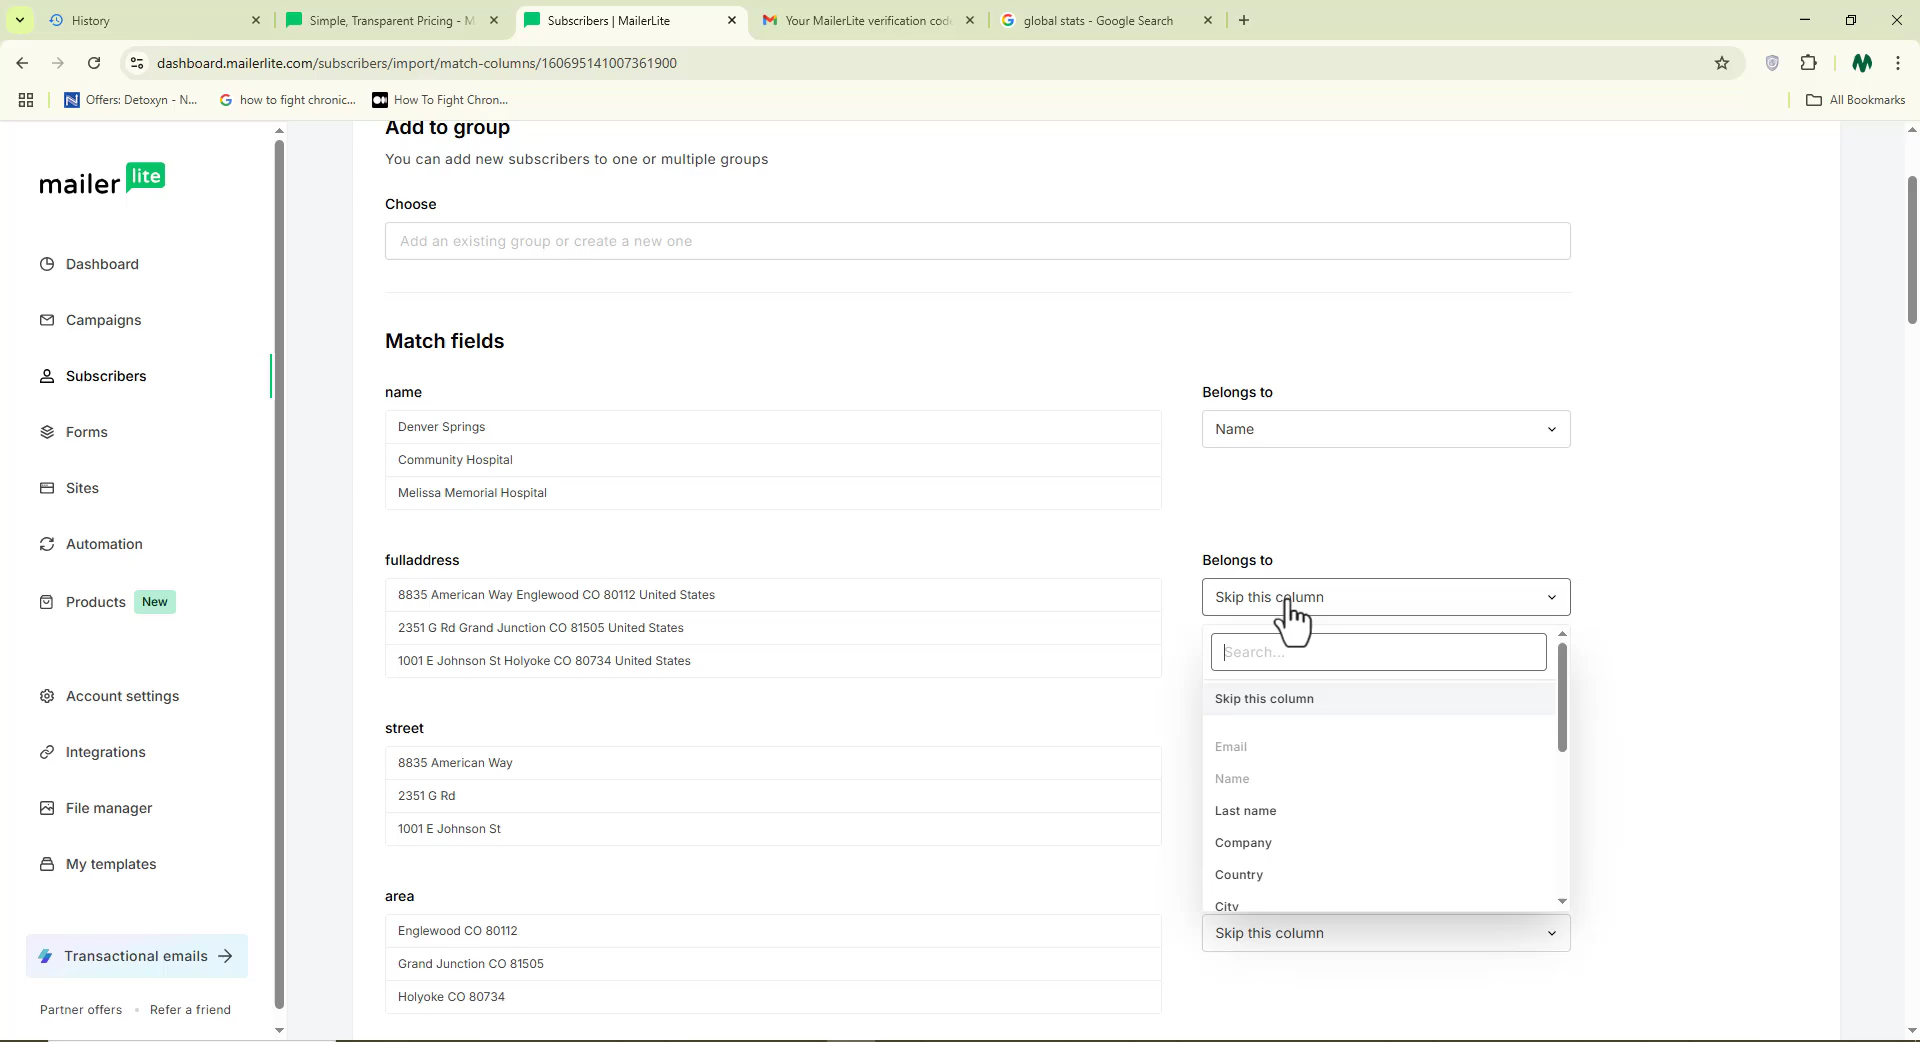 History
Simple, Transparent Pricing - M
Subscribers | MailerLite
Your MailerLite verification code
global stats - Google Search
dashboard.mailerlite.com/subscribers/import/match-columns/160695141007361900
Offers: Detoxyn - N...
how to fight chronic...
How To Fight Chron...
All Bookmarks
mailer lite
Dashboard
Campaigns
Subscribers
Forms
Sites
Automation
Products New
Account settings
Integrations
File manager
My templates
Transactional emails
Partner offers • Refer a friend
Add to group
You can add new subscribers to one or multiple groups
Choose
Add an existing group or create a new one
Match fields
name
Denver Springs
Community Hospital
Melissa Memorial Hospital
Belongs to
Name
fulladdress
8835 American Way Englewood CO 80112 United States
2351 G Rd Grand Junction CO 81505 United States
1001 E Johnson St Holyoke CO 80734 United States
Belongs to
Skip this column
Search...
Skip this column
Email
Name
Last name
Company
Country
City
street
8835 American Way
2351 G Rd
1001 E Johnson St
area
Englewood CO 80112
Grand Junction CO 81505
Holyoke CO 80734
Skip this column